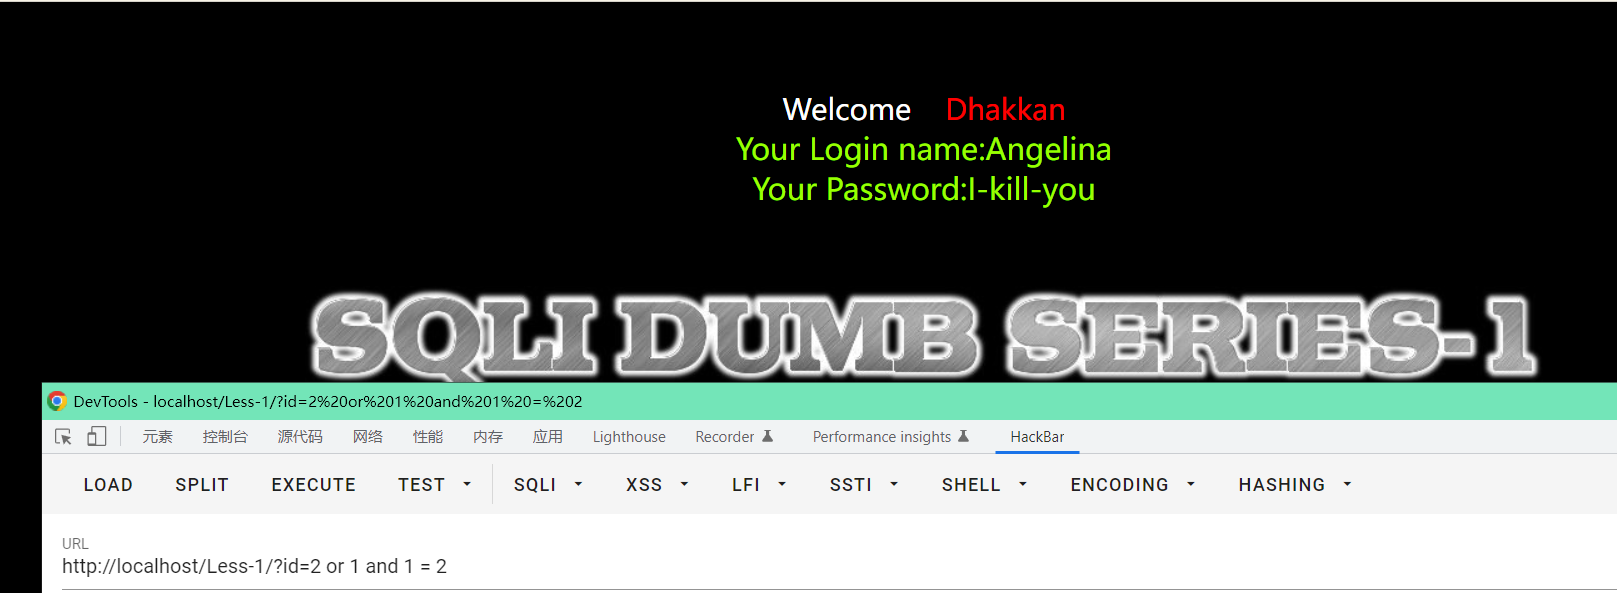 Welcome Dhakkan
Your Login name:Angelina
Your Password:I-kill-you
SQLI DUMB SERIES-1
DevTools - localhost/Less-1/?id=2%20or%201%20and%201%20=%202
元素 控制台 源代码 网络 性能 内存 应用 Lighthouse Recorder Performance insights HackBar
LOAD SPLIT EXECUTE TEST SQLI XSS LFI SSTI SHELL ENCODING HASHING
URL
http://localhost/Less-1/?id=2 or 1 and 1 = 2